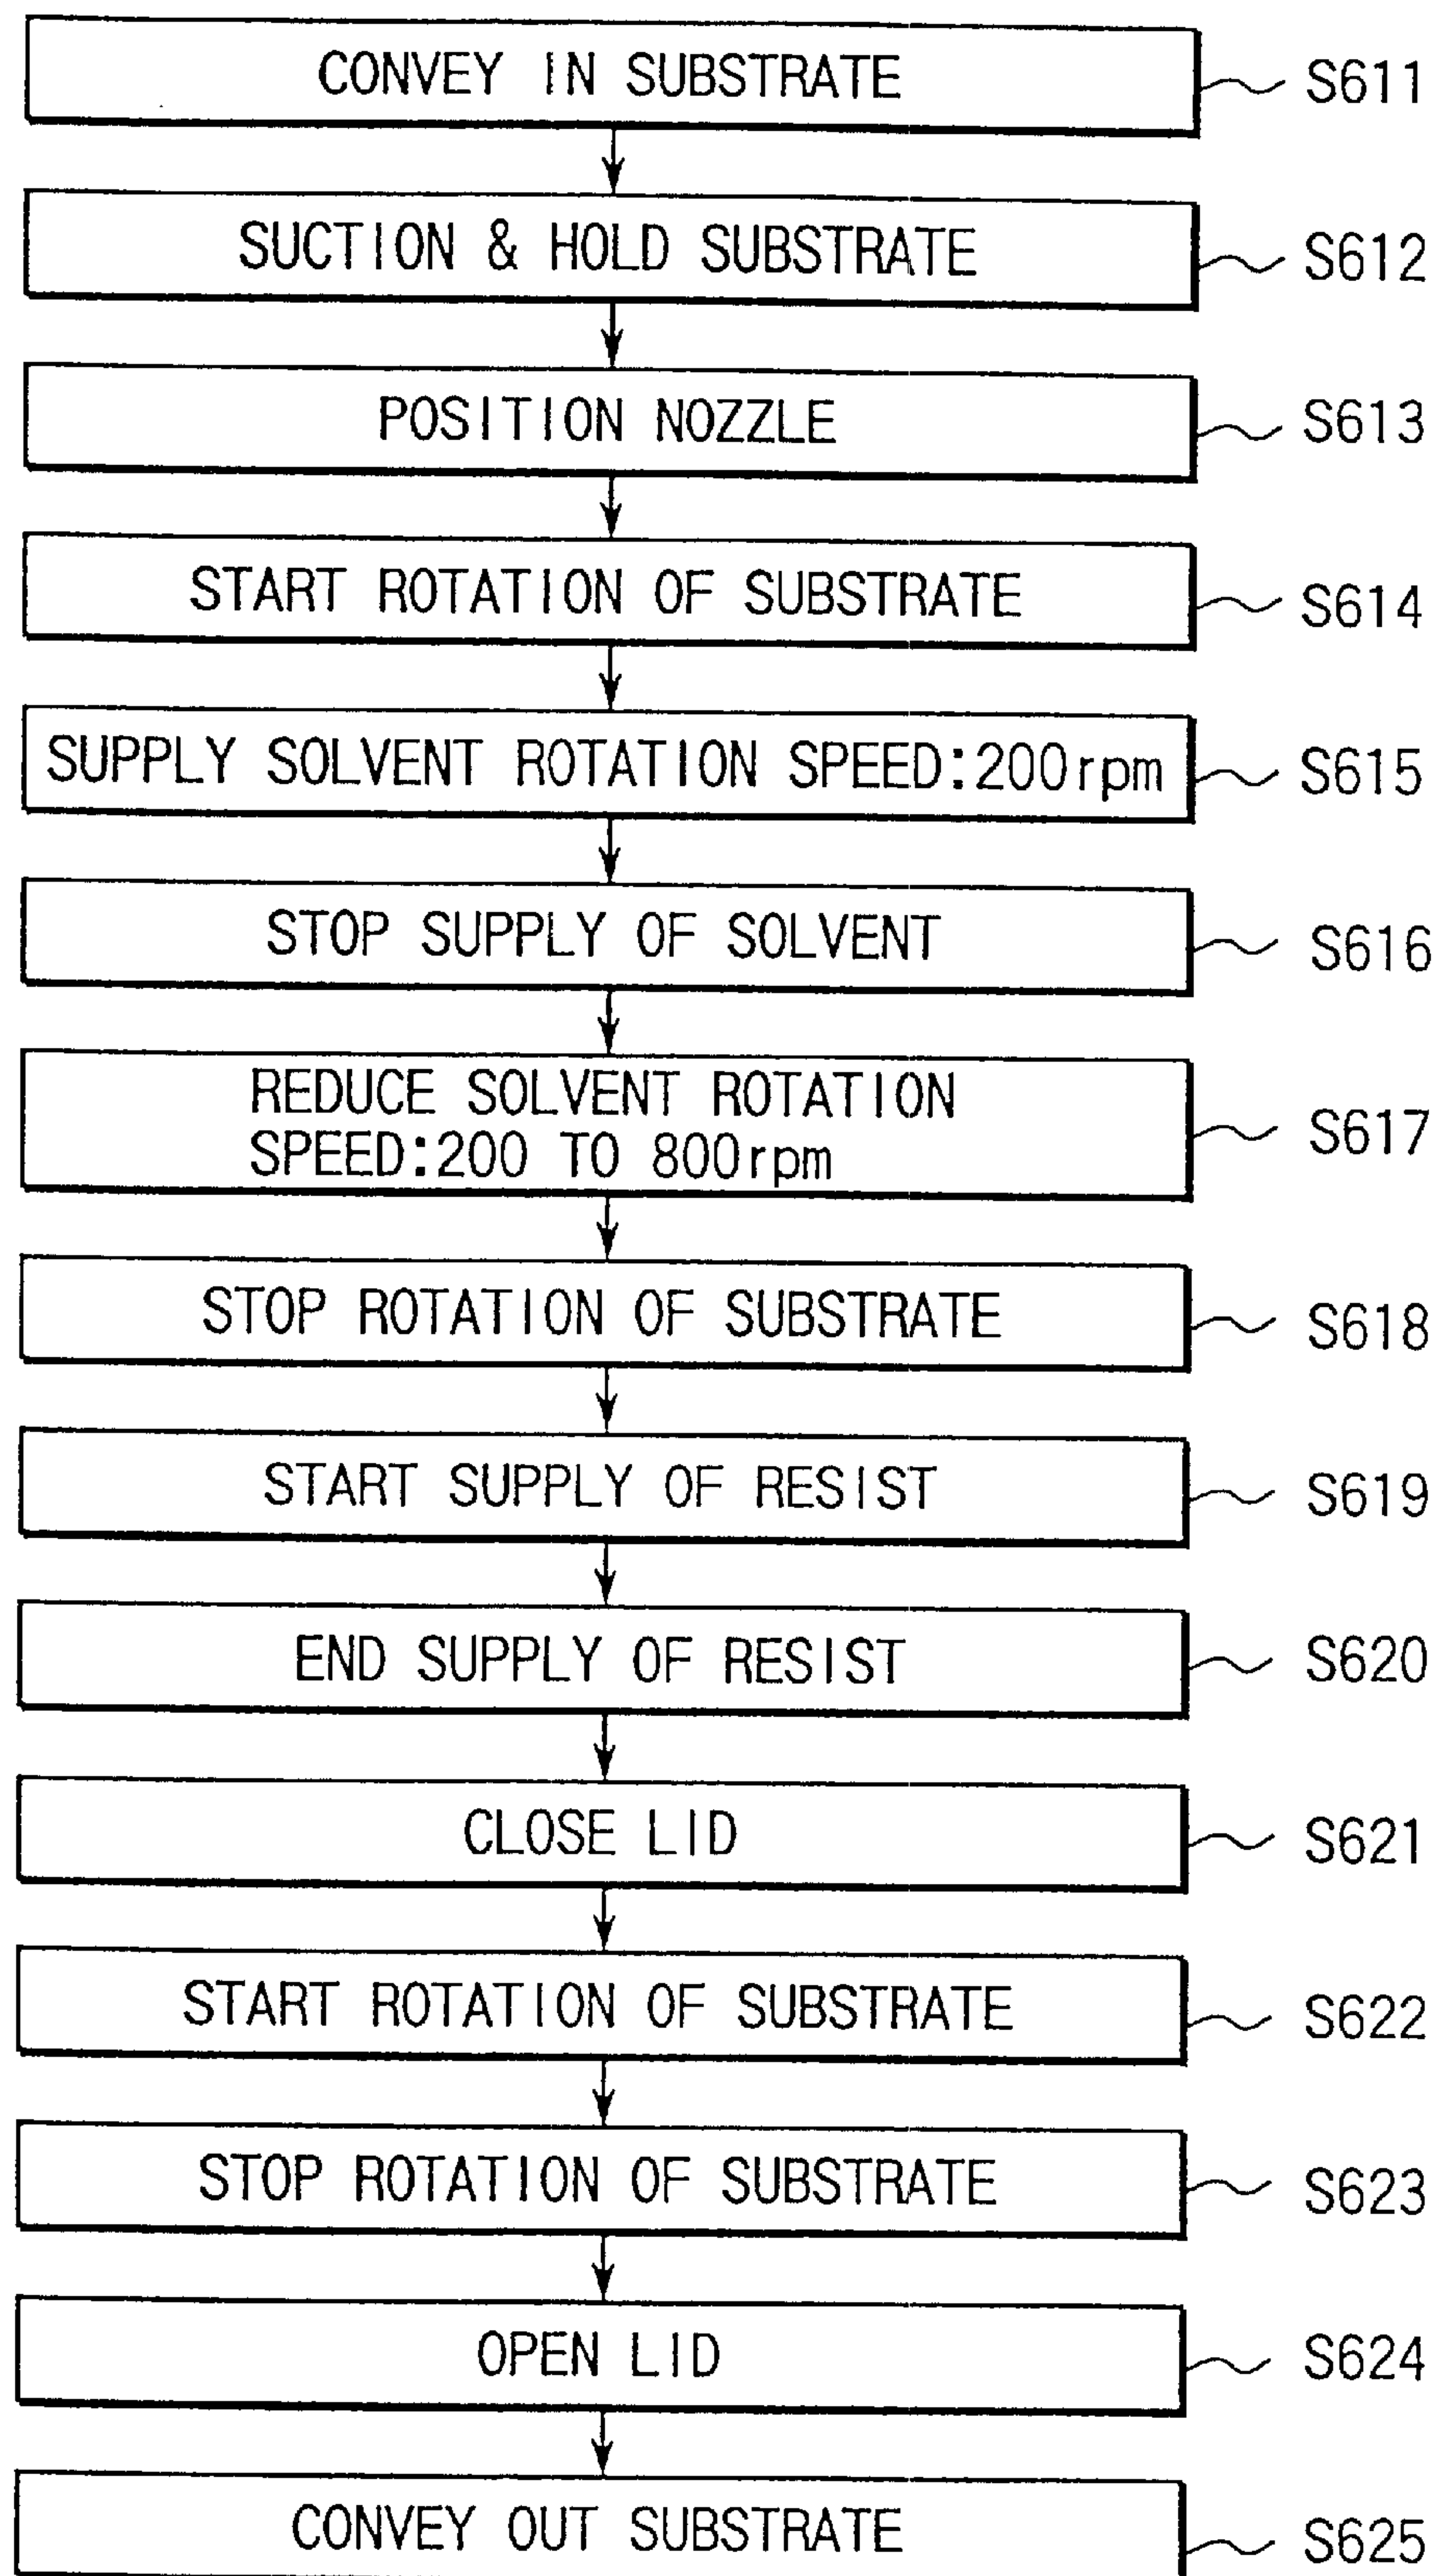 CONVEY IN SUBSTRATE S611
SUCTION & HOLD SUBSTRATE S612
POSITION NOZZLE S613
START ROTATION OF SUBSTRATE S614
SUPPLY SOLVENT ROTATION SPEED:200rpm S615
STOP SUPPLY OF SOLVENT S616
REDUCE SOLVENT ROTATION
SPEED:200 TO 800rpm S617
STOP ROTATION OF SUBSTRATE S618
START SUPPLY OF RESIST S619
END SUPPLY OF RESIST S620
CLOSE LID S621
START ROTATION OF SUBSTRATE S622
STOP ROTATION OF SUBSTRATE S623
OPEN LID S624
CONVEY OUT SUBSTRATE S625